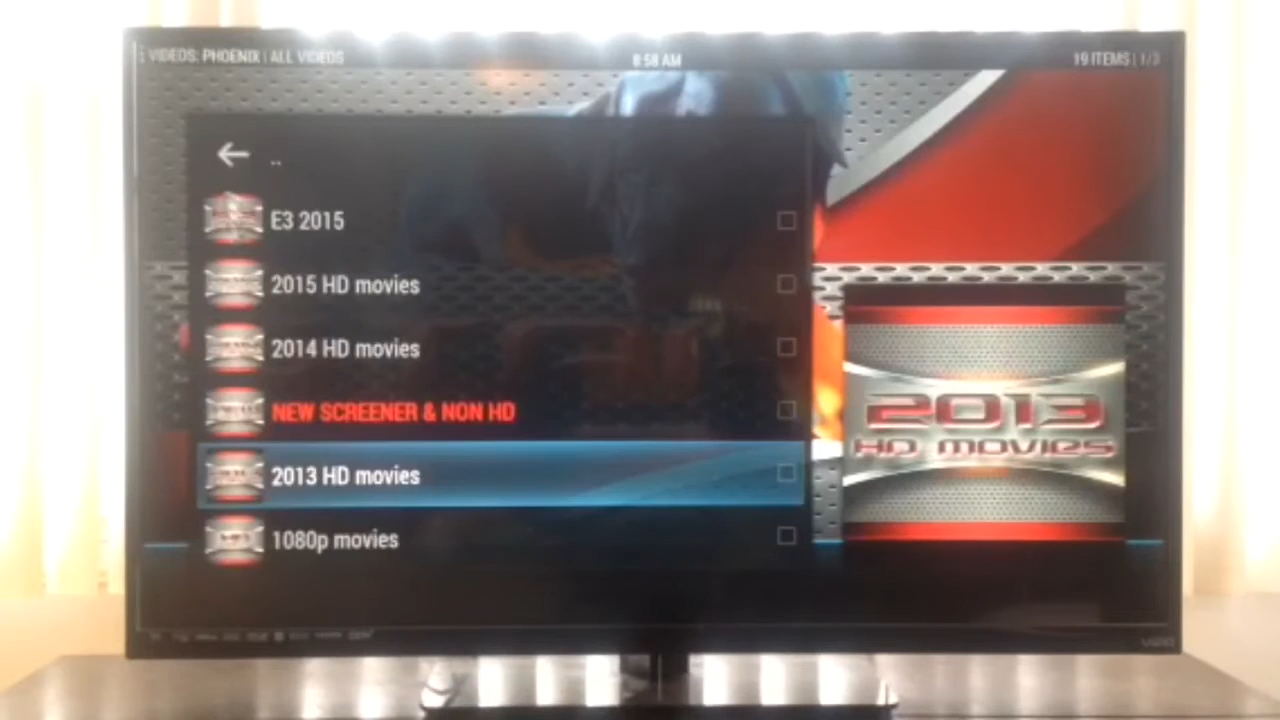 VIDEOS: PHOENIX | ALL VIDEOS
8:58 AM
19 ITEMS | 1/3
..
E3 2015
2015 HD movies
2014 HD movies
NEW SCREENER & NON HD
2013 HD movies
1080p movies
2013
HD MOVIES
VIZIO